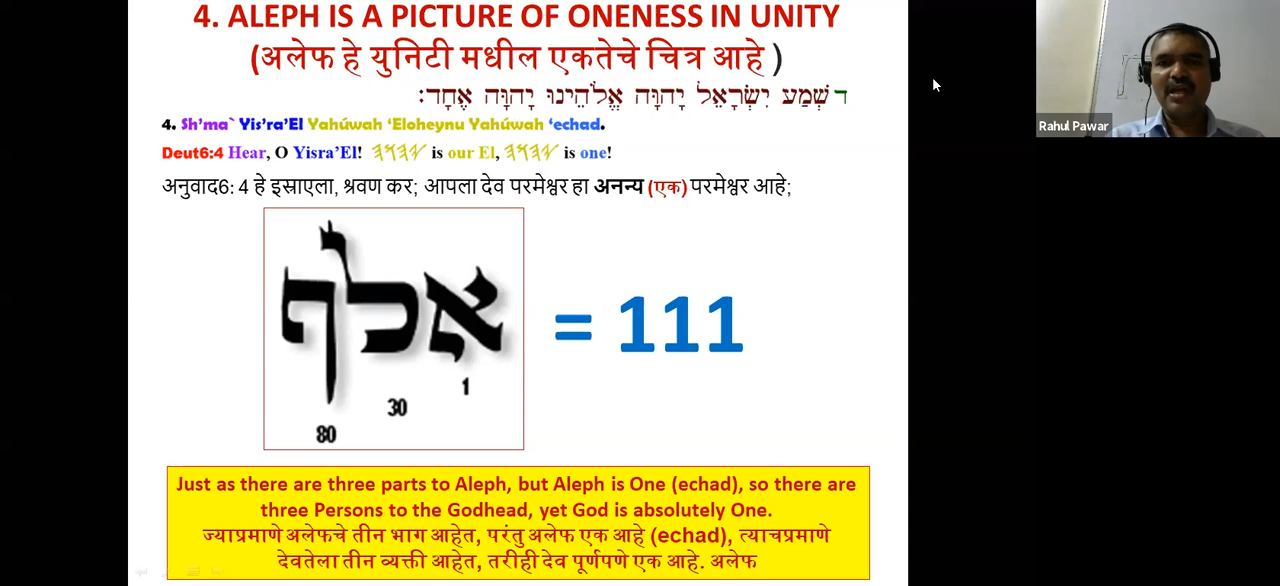 4. ALEPH IS A PICTURE OF ONENESS IN UNITY
(अलेफ हे युनिटी मधील एकतेचे चित्र आहे )
ד שְׁמַע יִשְׂרָאֵל יָהוָּה אֱלֹהֵינוּ יָהוָּה אֶחָד׃
4. Sh'ma` Yis'ra'El Yahúwah 'Eloheynu Yahúwah 'echad.
Deut6:4 Hear, O Yisra'El! 𐤉𐤄𐤅𐤄 is our El, 𐤉𐤄𐤅𐤄 is one!
अनुवाद6: 4 हे इस्राएला, श्रवण कर; आपला देव परमेश्वर हा अनन्य (एक) परमेश्वर आहे;
אלף
= 111
1
30
80
Just as there are three parts to Aleph, but Aleph is One (echad), so there are
three Persons to the Godhead, yet God is absolutely One.
ज्याप्रमाणे अलेफचे तीन भाग आहेत, परंतु अलेफ एक आहे (echad), त्याचप्रमाणे
देवतेला तीन व्यक्ती आहेत, तरीही देव पूर्णपणे एक आहे. अलेफ
Rahul Pawar